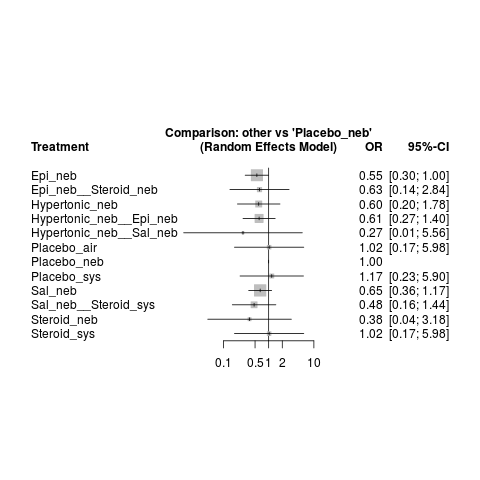 Comparison: other vs 'Placebo_neb'
Treatment (Random Effects Model) OR 95%-CI
Epi_neb 0.55 [0.30; 1.00]
Epi_neb__Steroid_neb 0.63 [0.14; 2.84]
Hypertonic_neb 0.60 [0.20; 1.78]
Hypertonic_neb__Epi_neb 0.61 [0.27; 1.40]
Hypertonic_neb__Sal_neb 0.27 [0.01; 5.56]
Placebo_air 1.02 [0.17; 5.98]
Placebo_neb 1.00
Placebo_sys 1.17 [0.23; 5.90]
Sal_neb 0.65 [0.36; 1.17]
Sal_neb__Steroid_sys 0.48 [0.16; 1.44]
Steroid_neb 0.38 [0.04; 3.18]
Steroid_sys 1.02 [0.17; 5.98]
0.1 0.5 1 2 10